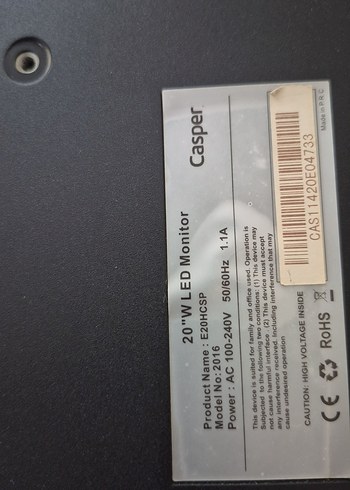 Casper
20"W LED Monitor
Product Name : E20HCSP
Model No: 2016
Power : AC 100-240V 50/60Hz 1.1A
This device is suited for family and office used. Operation is
Subjected to the following two conditions: (1) This device may
not cause harmful interface . (2) This device must accept
any interference received. Including interference that may
cause undesired operation
CAUTION: HIGH VOLTAGE INSIDE
CE RoHS
CAS11420E04733
Made in P.R.C